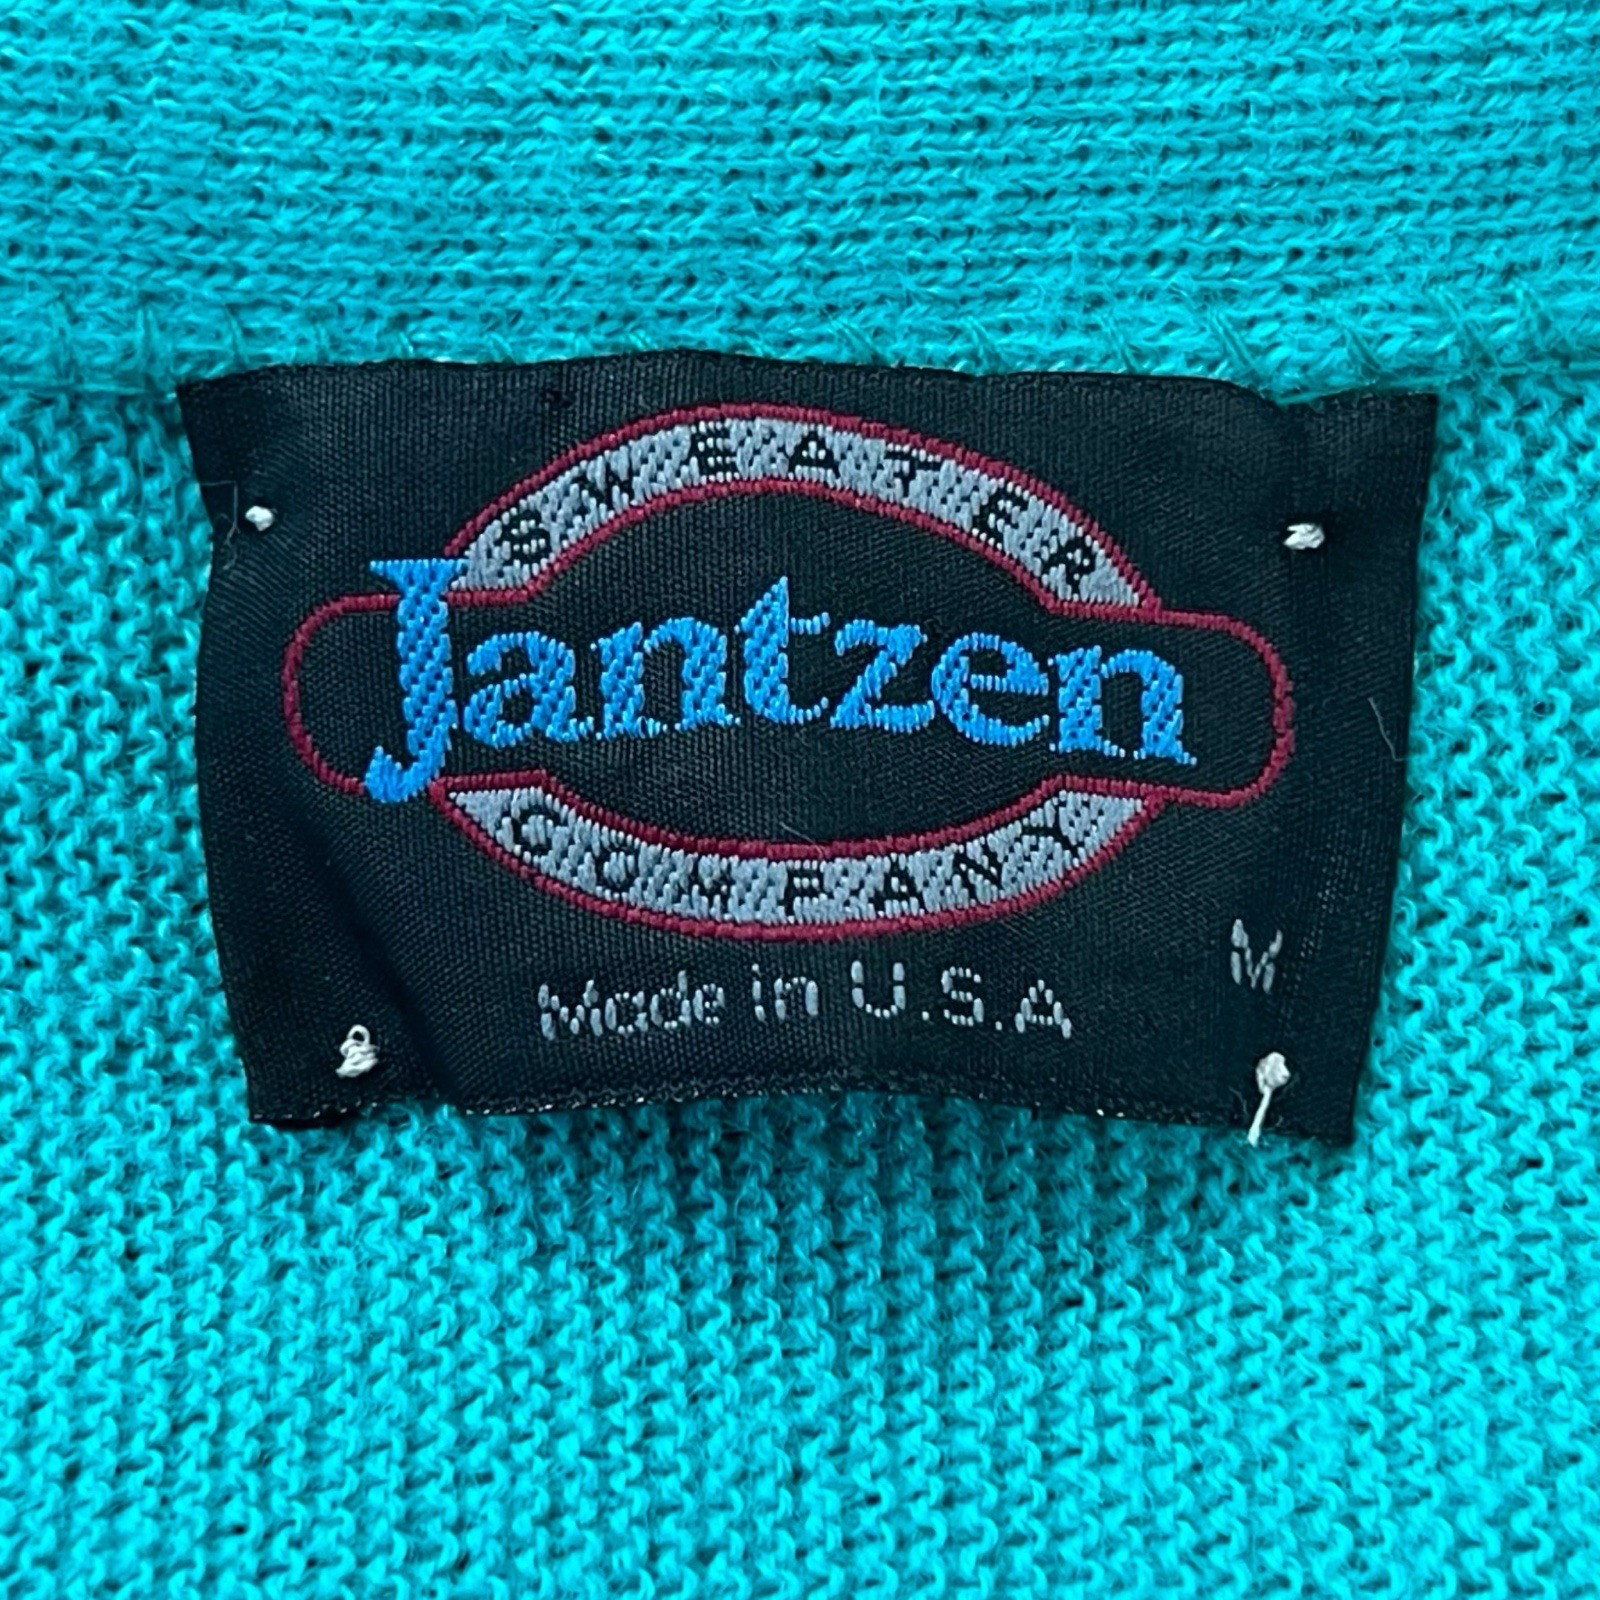 SWEATER
Jantzen
COMPANY
Made in U.S.A
M